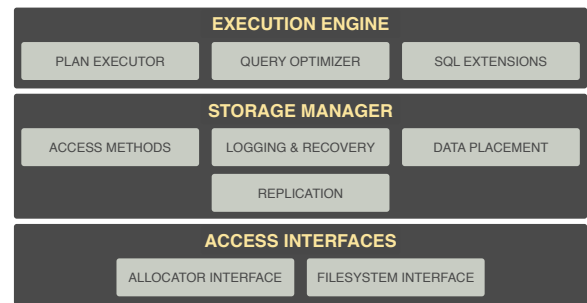 EXECUTION ENGINE
PLAN EXECUTOR
QUERY OPTIMIZER
SQL EXTENSIONS
STORAGE MANAGER
ACCESS METHODS
LOGGING & RECOVERY
DATA PLACEMENT
REPLICATION
ACCESS INTERFACES
ALLOCATOR INTERFACE
FILESYSTEM INTERFACE